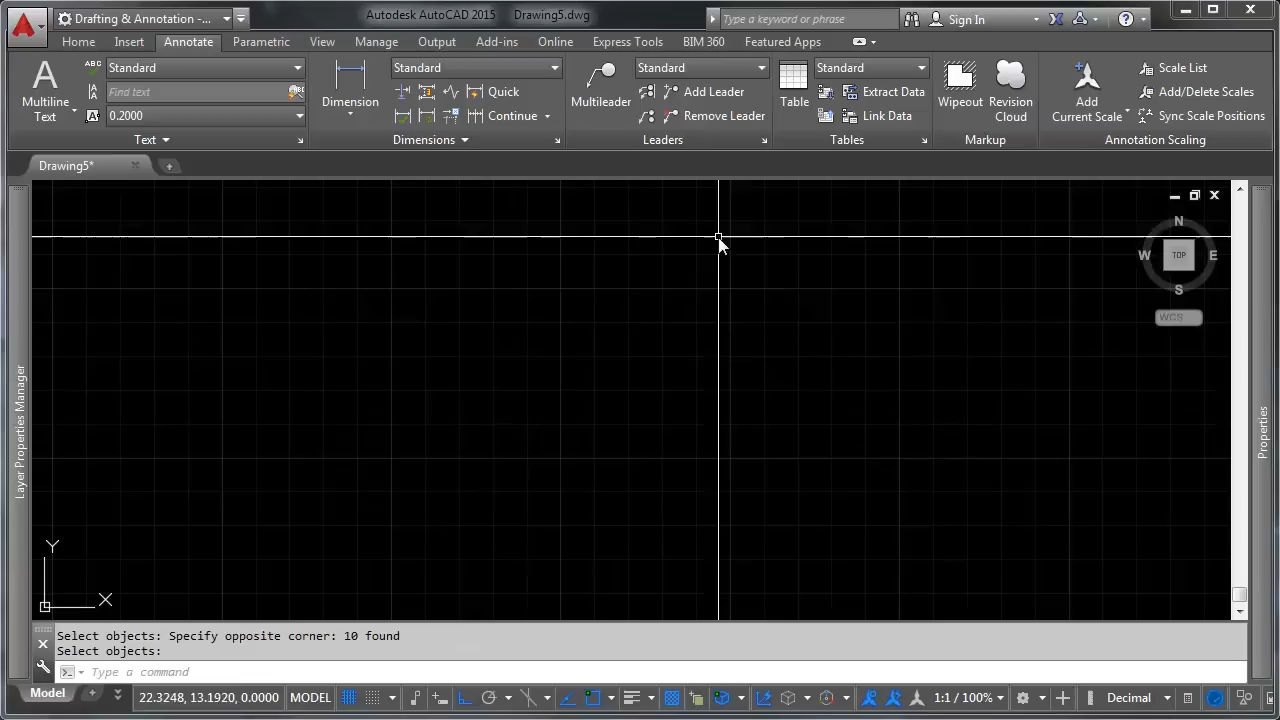 Drafting & Annotation -...
Autodesk AutoCAD 2015 Drawing5.dwg
Type a keyword or phrase
Sign In
Home Insert Annotate Parametric View Manage Output Add-ins Online Express Tools BIM 360 Featured Apps
Multiline Text
ABC
Standard
Find text
0.2000
Text
Dimension
Standard
Quick
Continue
Dimensions
Multileader
Standard
Add Leader
Remove Leader
Leaders
Table
Standard
Extract Data
Link Data
Tables
Wipeout
Revision Cloud
Markup
Add Current Scale
Scale List
Add/Delete Scales
Sync Scale Positions
Annotation Scaling
Drawing5*
Layer Properties Manager
N
W TOP E
S
WCS
Properties
Y
X
Select objects: Specify opposite corner: 10 found
Select objects:
Type a command
Model
22.3248, 13.1920, 0.0000 MODEL
1:1 / 100%
Decimal